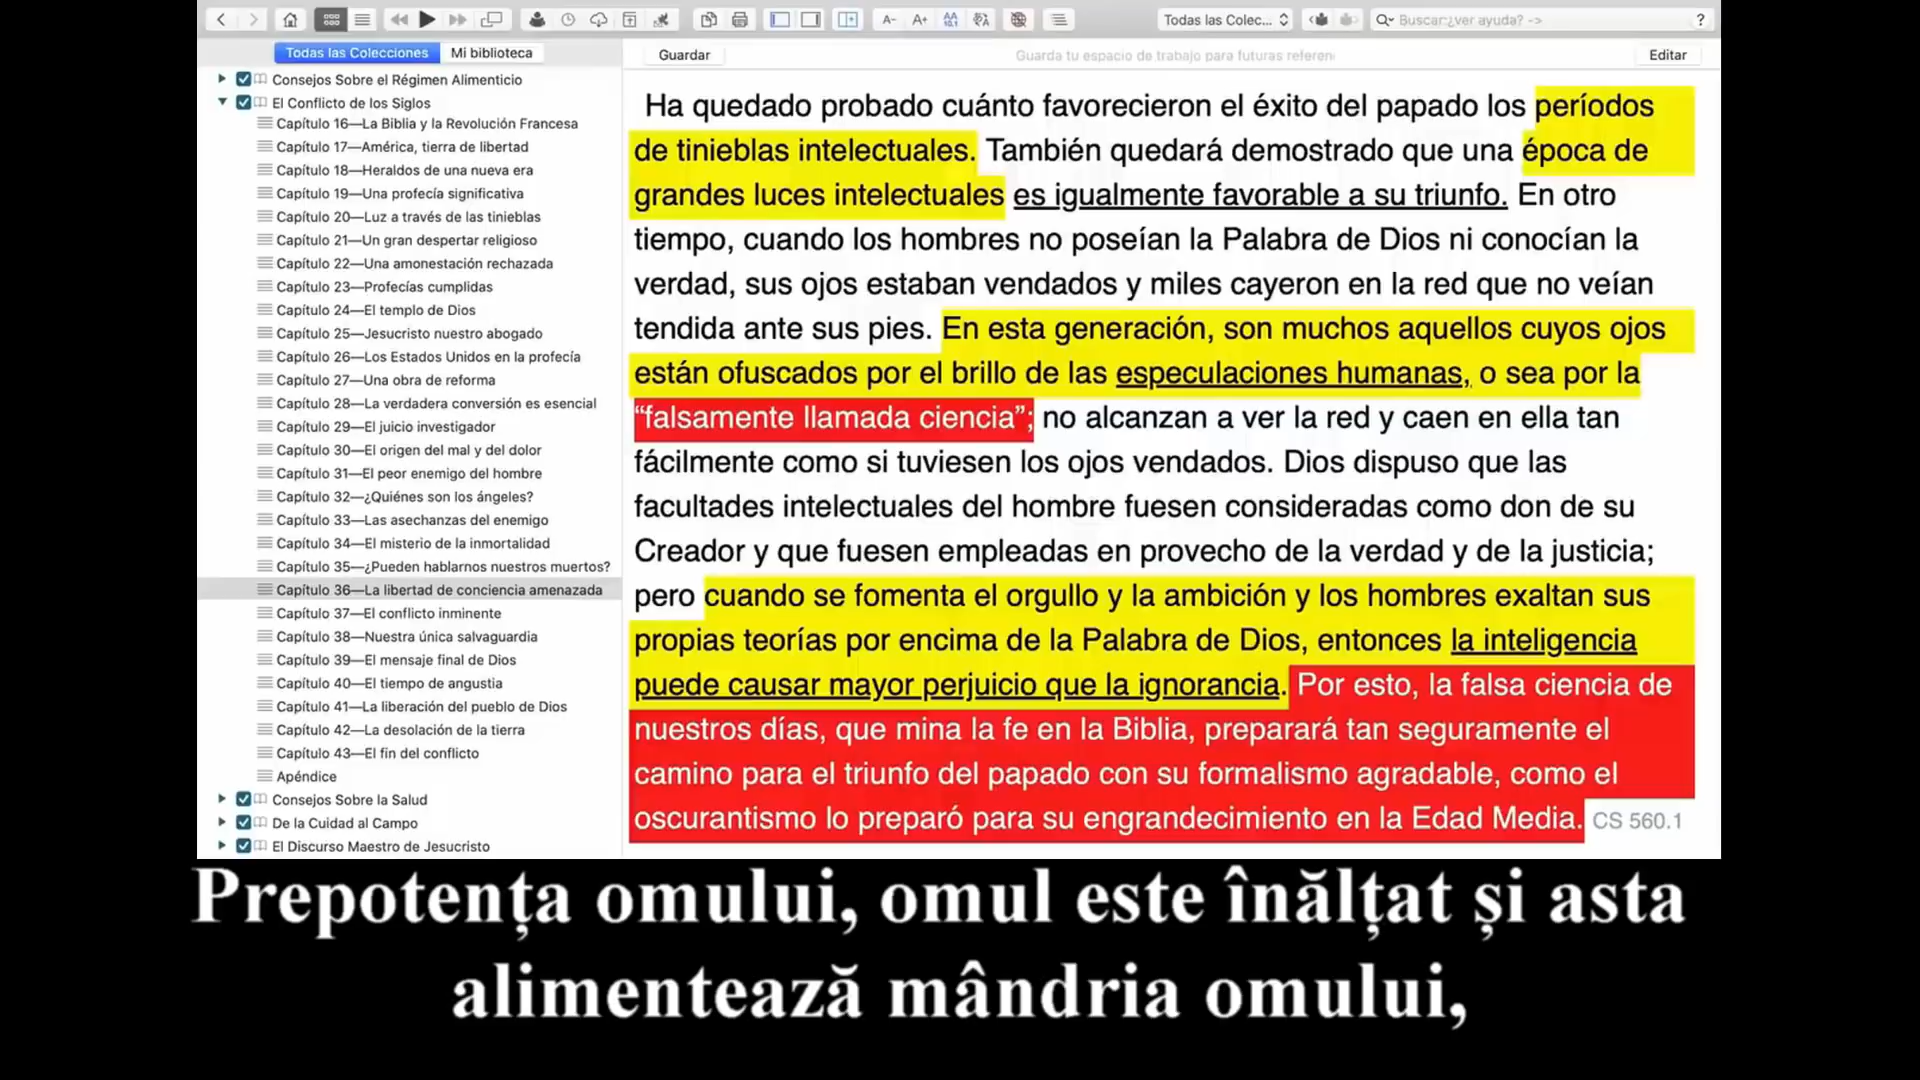 Todas las Colec...
Buscar:¿ver ayuda? ->
?
A-
A+
Todas las Colecciones
Mi biblioteca
Guardar
Guarda tu espacio de trabajo para futuras referen
Editar
Consejos Sobre el Régimen Alimenticio
El Conflicto de los Siglos
Capítulo 16—La Biblia y la Revolución Francesa
Capítulo 17—América, tierra de libertad
Capítulo 18—Heraldos de una nueva era
Capítulo 19—Una profecía significativa
Capítulo 20—Luz a través de las tinieblas
Capítulo 21—Un gran despertar religioso
Capítulo 22—Una amonestación rechazada
Capítulo 23—Profecías cumplidas
Capítulo 24—El templo de Dios
Capítulo 25—Jesucristo nuestro abogado
Capítulo 26—Los Estados Unidos en la profecía
Capítulo 27—Una obra de reforma
Capítulo 28—La verdadera conversión es esencial
Capítulo 29—El juicio investigador
Capítulo 30—El origen del mal y del dolor
Capítulo 31—El peor enemigo del hombre
Capítulo 32—¿Quiénes son los ángeles?
Capítulo 33—Las asechanzas del enemigo
Capítulo 34—El misterio de la inmortalidad
Capítulo 35—¿Pueden hablarnos nuestros muertos?
Capítulo 36—La libertad de conciencia amenazada
Capítulo 37—El conflicto inminente
Capítulo 38—Nuestra única salvaguardia
Capítulo 39—El mensaje final de Dios
Capítulo 40—El tiempo de angustia
Capítulo 41—La liberación del pueblo de Dios
Capítulo 42—La desolación de la tierra
Capítulo 43—El fin del conflicto
Apéndice
Consejos Sobre la Salud
De la Cuidad al Campo
El Discurso Maestro de Jesucristo
Ha quedado probado cuánto favorecieron el éxito del papado los períodos
de tinieblas intelectuales. También quedará demostrado que una época de
grandes luces intelectuales es igualmente favorable a su triunfo. En otro
tiempo, cuando los hombres no poseían la Palabra de Dios ni conocían la
verdad, sus ojos estaban vendados y miles cayeron en la red que no veían
tendida ante sus pies. En esta generación, son muchos aquellos cuyos ojos
están ofuscados por el brillo de las especulaciones humanas, o sea por la
“falsamente llamada ciencia”; no alcanzan a ver la red y caen en ella tan
fácilmente como si tuviesen los ojos vendados. Dios dispuso que las
facultades intelectuales del hombre fuesen consideradas como don de su
Creador y que fuesen empleadas en provecho de la verdad y de la justicia;
pero cuando se fomenta el orgullo y la ambición y los hombres exaltan sus
propias teorías por encima de la Palabra de Dios, entonces la inteligencia
puede causar mayor perjuicio que la ignorancia. Por esto, la falsa ciencia de
nuestros días, que mina la fe en la Biblia, preparará tan seguramente el
camino para el triunfo del papado con su formalismo agradable, como el
oscurantismo lo preparó para su engrandecimiento en la Edad Media. CS 560.1
Prepotența omului, omul este înălțat și asta
alimentează mândria omului,